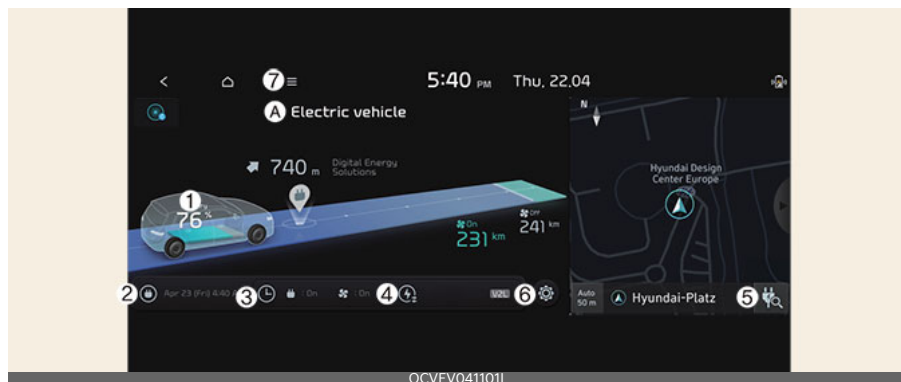 7
5:40 PM Thu, 22.04
A Electric vehicle
N
740 m
Digital Energy
Solutions
Hyundai Design
Center Europe
1
76 %
On
231 km
Off
241 km
2 Apr 23 (Fri) 4:40 A
3 : On : On
4
V2L
6
Auto
50 m
Hyundai-Platz
5
OCVEV041101L